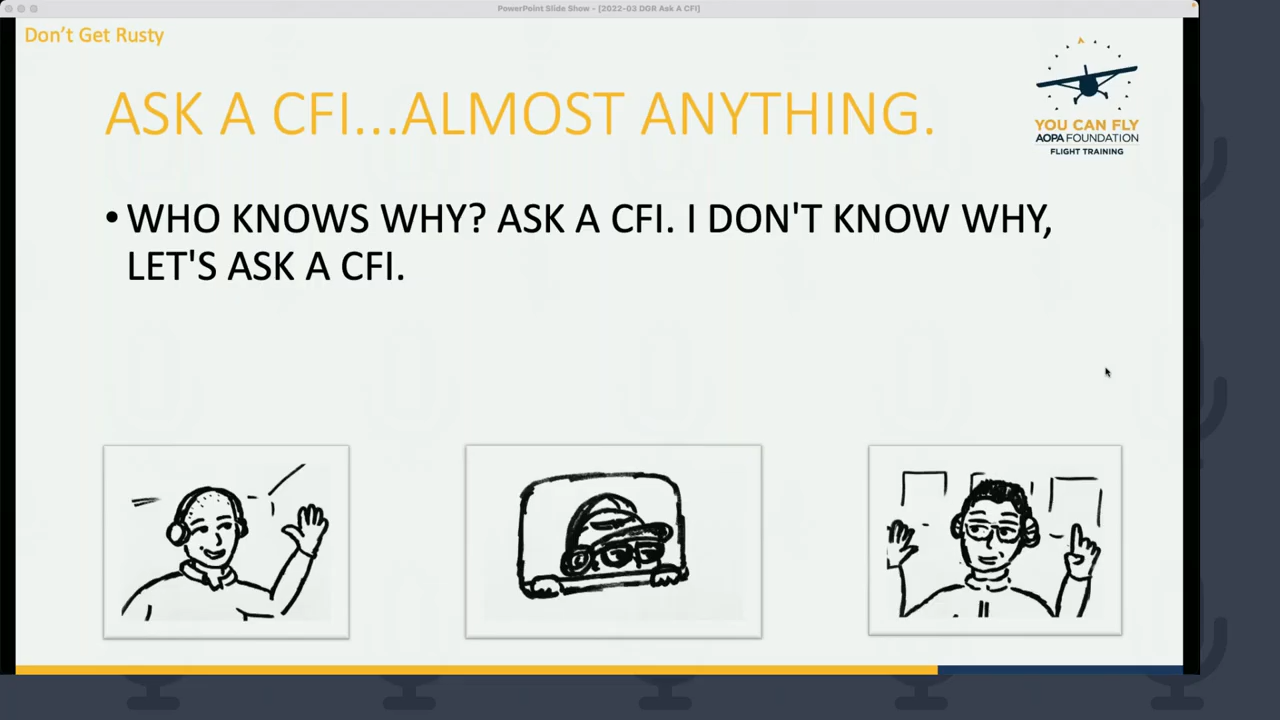 PowerPoint Slide Show - [2022-03 DGR Ask A CFI]
Don't Get Rusty
ASK A CFI...ALMOST ANYTHING.
YOU CAN FLY
AOPA FOUNDATION
FLIGHT TRAINING
• WHO KNOWS WHY? ASK A CFI. I DON'T KNOW WHY,
LET'S ASK A CFI.